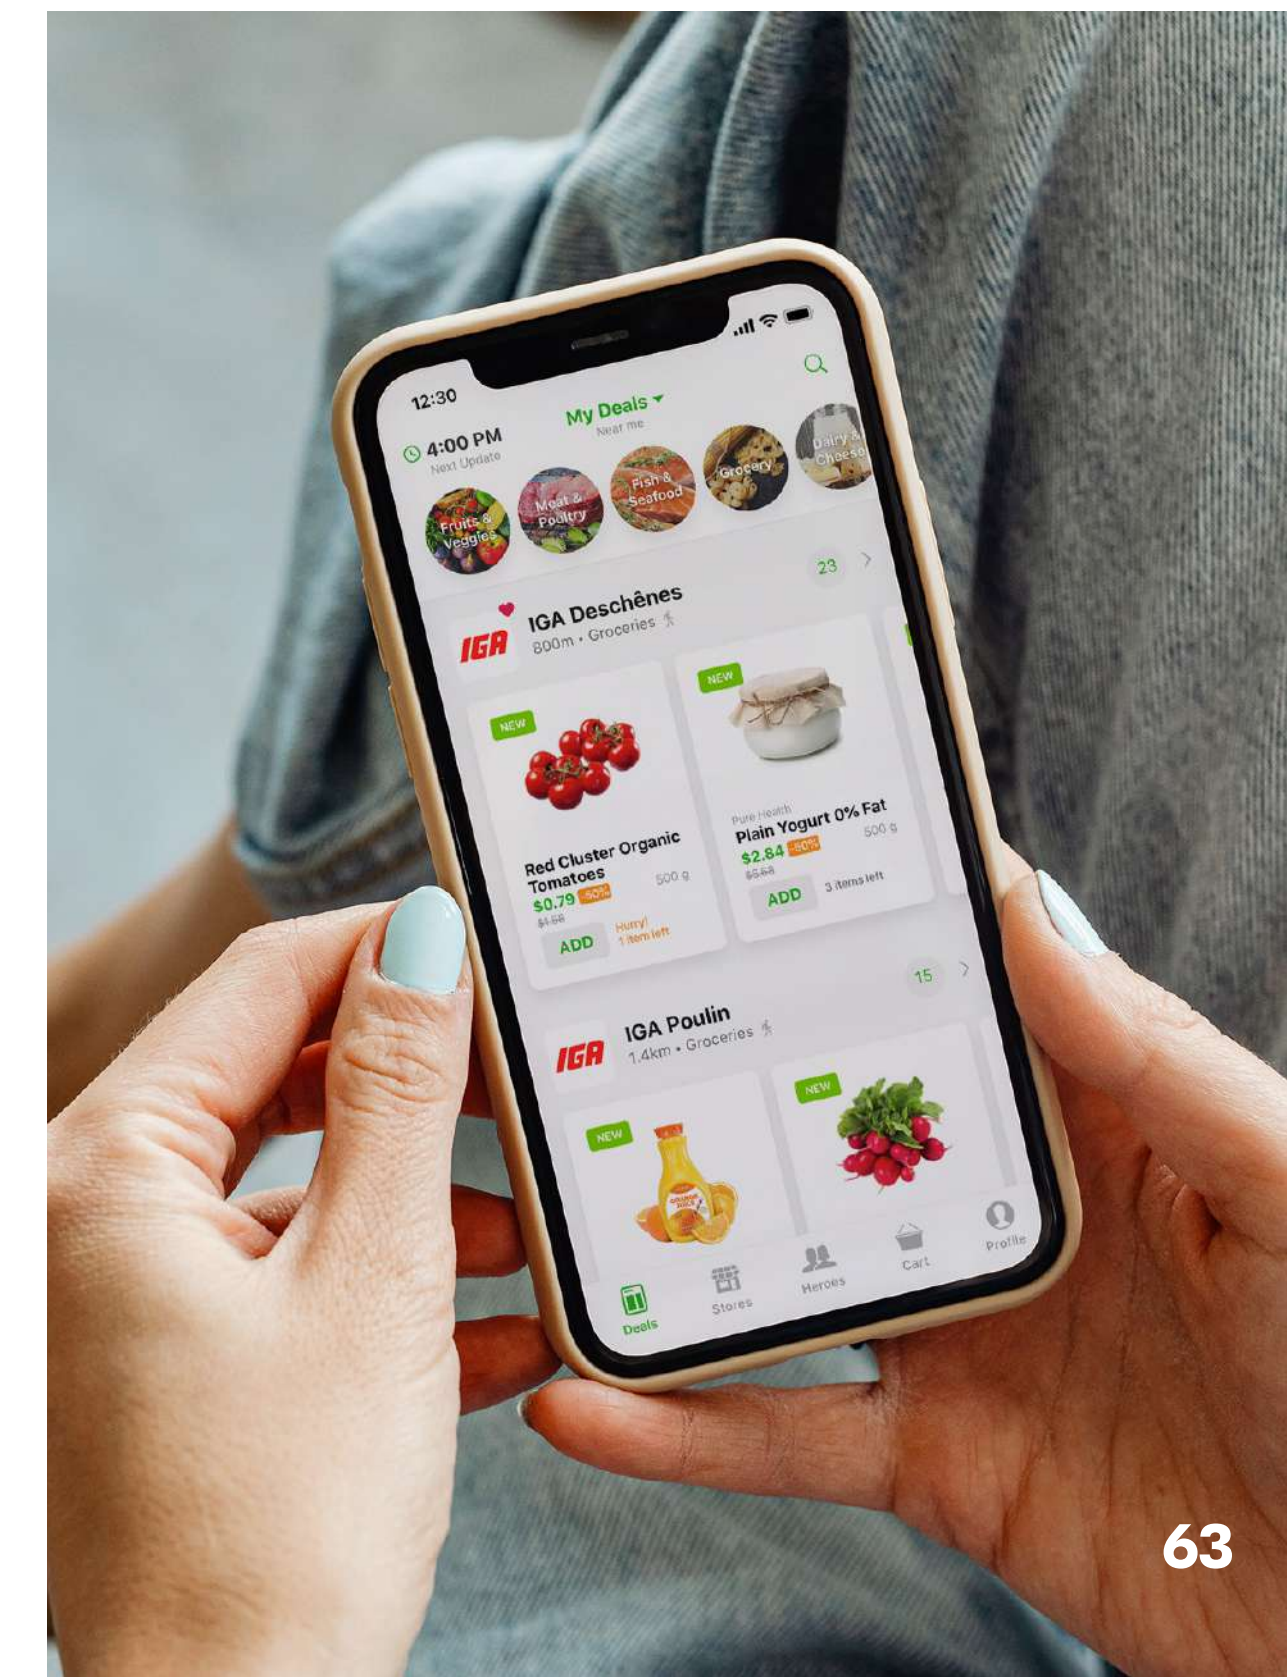 12:30
My Deals
Near me
4:00 PM
Next Update
Fruits &
Veggies
Meat &
Poultry
Fish &
Seafood
Grocery
Dairy &
Cheese
IGA
IGA Deschênes
800m • Groceries
23
NEW
Red Cluster Organic
Tomatoes
$0.79 -50%
500 g
$1.58
ADD
Hurry!
1 item left
NEW
Pure Health
Plain Yogurt 0% Fat
$2.84 -50%
500 g
$5.68
ADD
3 items left
IGA
IGA Poulin
1.4km • Groceries
15
NEW
ORANGE
JUICE
NEW
Deals
Stores
Heroes
Cart
Profile
63